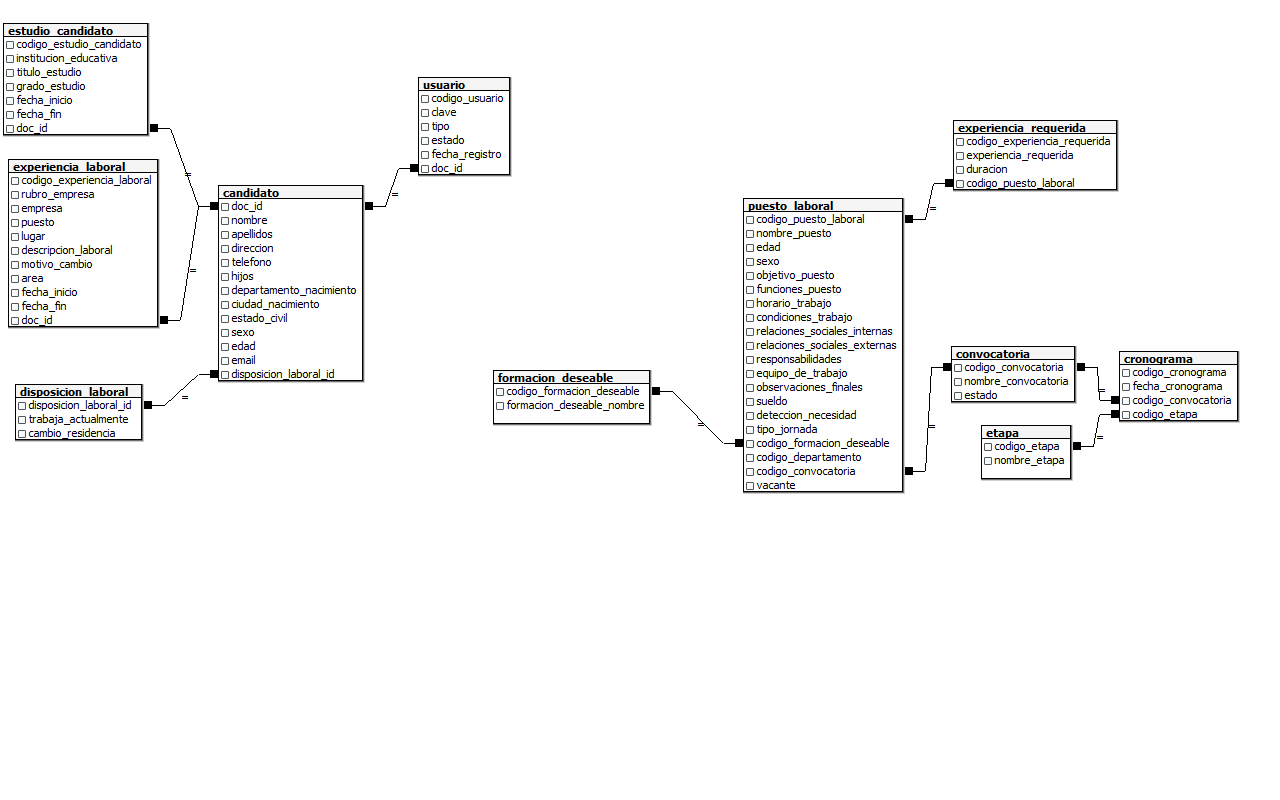 estudio_candidato
codigo_estudio_candidato
institucion_educativa
titulo_estudio
grado_estudio
fecha_inicio
fecha_fin
doc_id
experiencia_laboral
codigo_experiencia_laboral
rubro_empresa
empresa
puesto
lugar
descripcion_laboral
motivo_cambio
area
fecha_inicio
fecha_fin
doc_id
disposicion_laboral
disposicion_laboral_id
trabaja_actualmente
cambio_residencia
candidato
doc_id
nombre
apellidos
direccion
telefono
hijos
departamento_nacimiento
ciudad_nacimiento
estado_civil
sexo
edad
email
disposicion_laboral_id
usuario
codigo_usuario
clave
tipo
estado
fecha_registro
doc_id
formacion_deseable
codigo_formacion_deseable
formacion_deseable_nombre
puesto_laboral
codigo_puesto_laboral
nombre_puesto
edad
sexo
objetivo_puesto
funciones_puesto
horario_trabajo
condiciones_trabajo
relaciones_sociales_internas
relaciones_sociales_externas
responsabilidades
equipo_de_trabajo
observaciones_finales
sueldo
deteccion_necesidad
tipo_jornada
codigo_formacion_deseable
codigo_departamento
codigo_convocatoria
vacante
experiencia_requerida
codigo_experiencia_requerida
experiencia_requerida
duracion
codigo_puesto_laboral
convocatoria
codigo_convocatoria
nombre_convocatoria
estado
etapa
codigo_etapa
nombre_etapa
cronograma
codigo_cronograma
fecha_cronograma
codigo_convocatoria
codigo_etapa
=
=
=
=
=
=
=
=
=